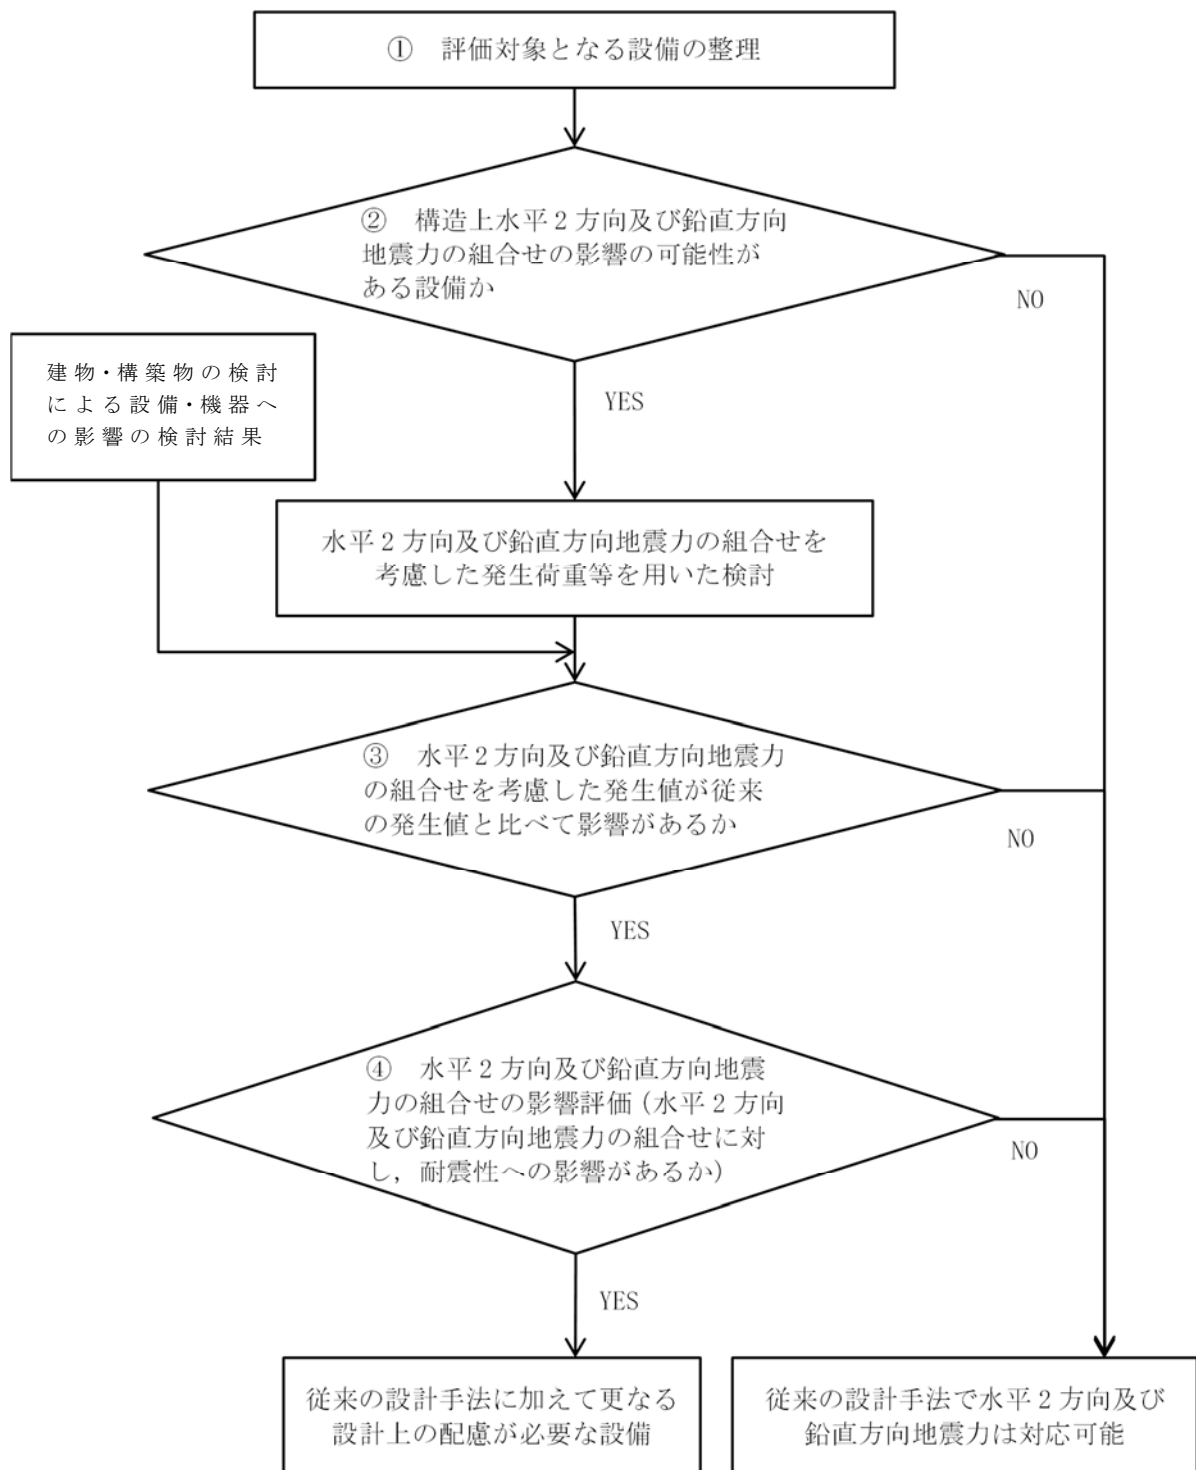 ① 評価対象となる設備の整理
② 構造上水平2方向及び鉛直方向
地震力の組合せの影響の可能性が
ある設備か
NO
建物・構築物の検討
による設備・機器へ
の影響の検討結果
YES
水平2方向及び鉛直方向地震力の組合せを
考慮した発生荷重等を用いた検討
③ 水平2方向及び鉛直方向地震力
の組合せを考慮した発生値が従来
の発生値と比べて影響があるか
NO
YES
④ 水平2方向及び鉛直方向地震
力の組合せの影響評価(水平2方向
及び鉛直方向地震力の組合せに対
し,耐震性への影響があるか)
NO
YES
従来の設計手法に加えて更なる
設計上の配慮が必要な設備
従来の設計手法で水平2方向及び
鉛直方向地震力は対応可能